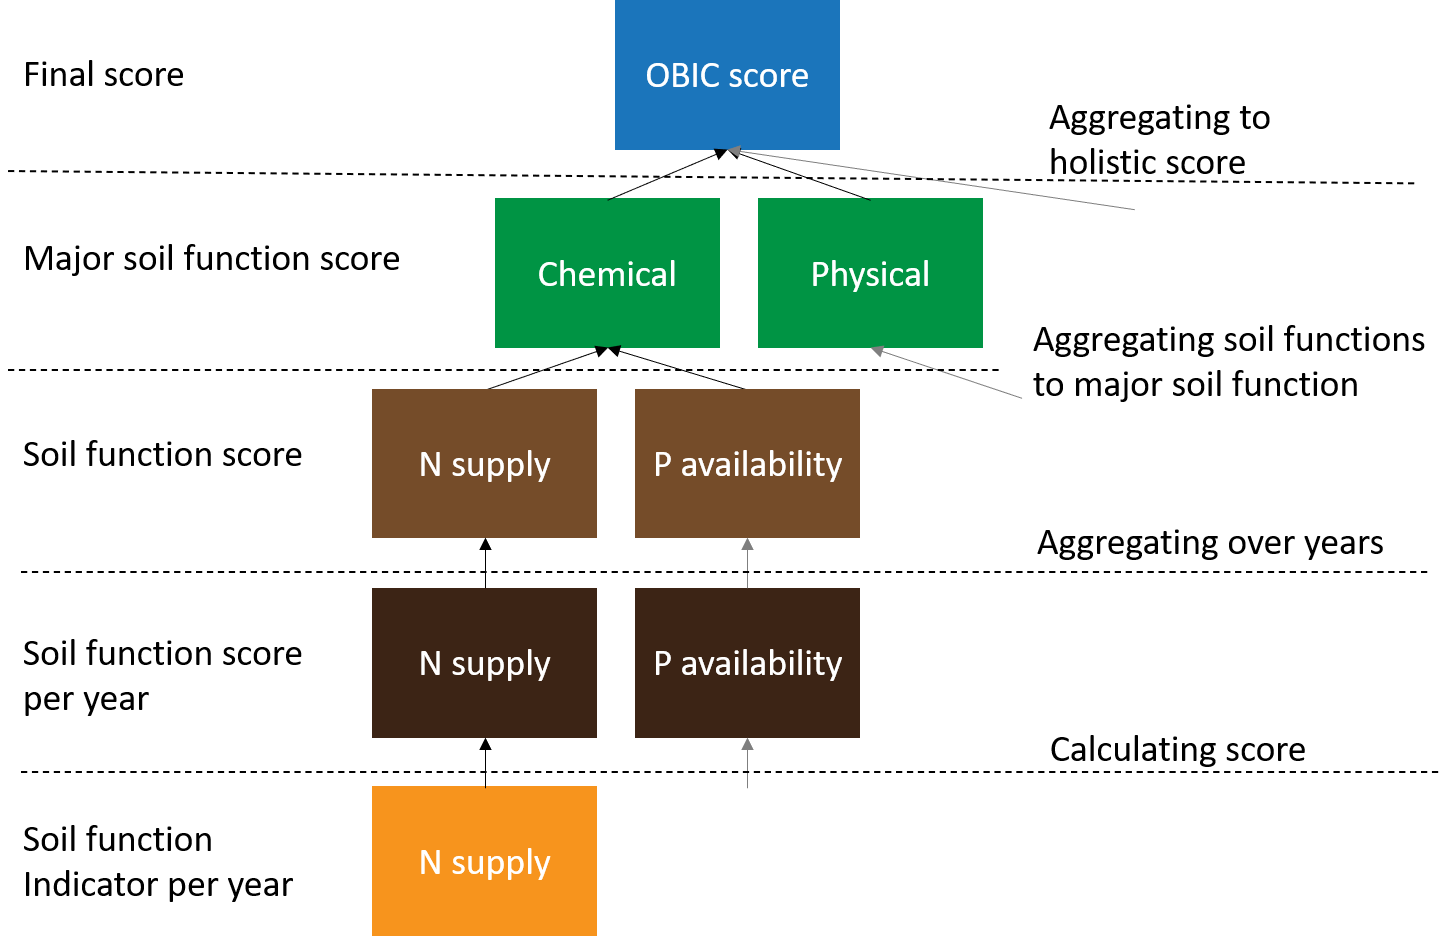 Final score
OBIC score
Aggregating to
holistic score
Major soil function score
Chemical
Physical
Aggregating soil functions
to major soil function
Soil function score
N supply
P availability
Aggregating over years
Soil function score
per year
N supply
P availability
Calculating score
Soil function
Indicator per year
N supply